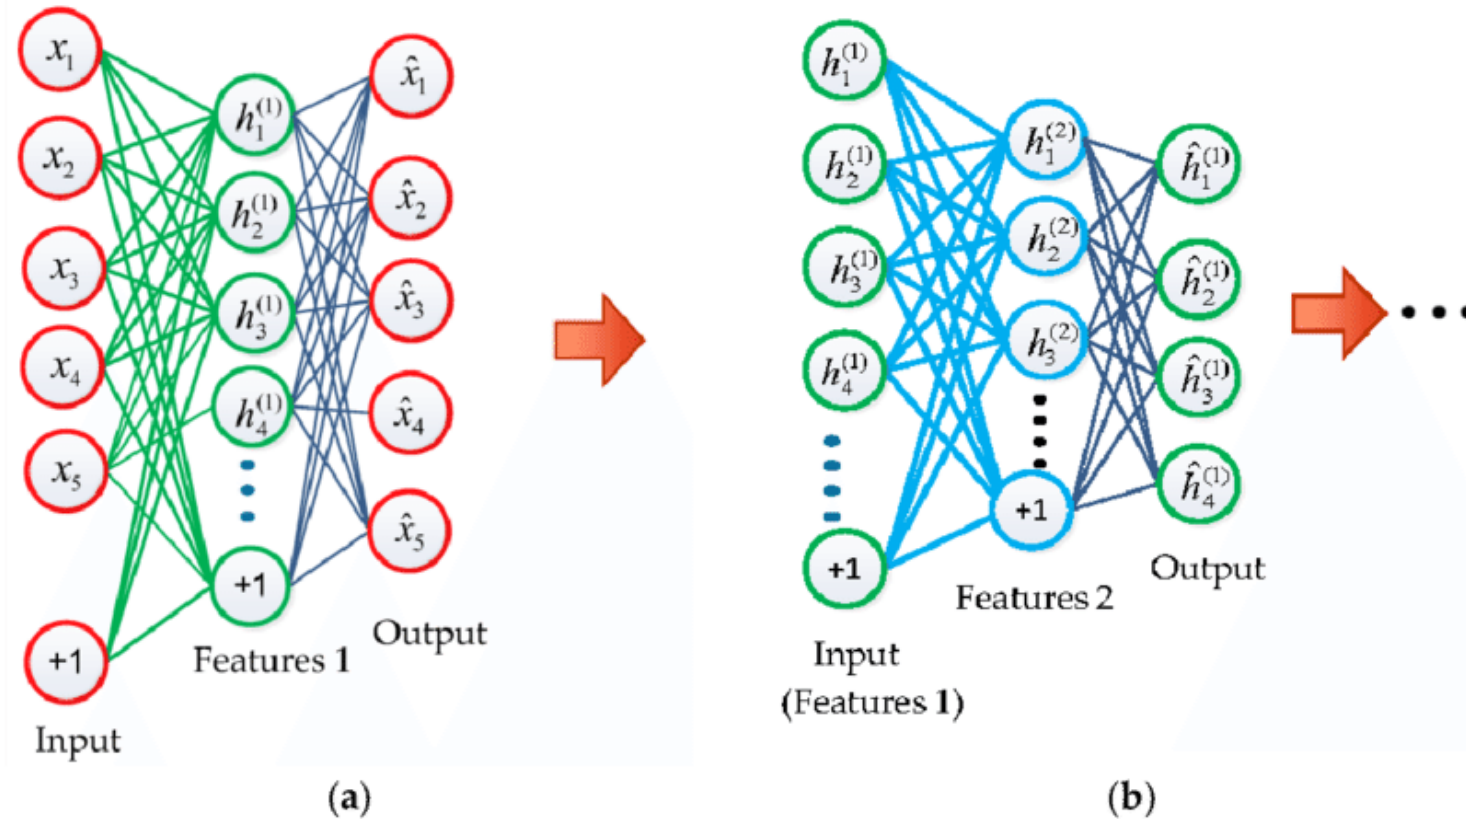 x₁
x₂
x₃
x₄
x₅
+1
Input
h₁⁽¹⁾
h₂⁽¹⁾
h₃⁽¹⁾
h₄⁽¹⁾
+1
Features 1
x̂₁
x̂₂
x̂₃
x̂₄
x̂₅
Output
(a)
h₁⁽¹⁾
h₂⁽¹⁾
h₃⁽¹⁾
h₄⁽¹⁾
+1
Input
(Features 1)
h₁⁽²⁾
h₂⁽²⁾
h₃⁽²⁾
+1
Features 2
ĥ₁⁽¹⁾
ĥ₂⁽¹⁾
ĥ₃⁽¹⁾
ĥ₄⁽¹⁾
Output
(b)